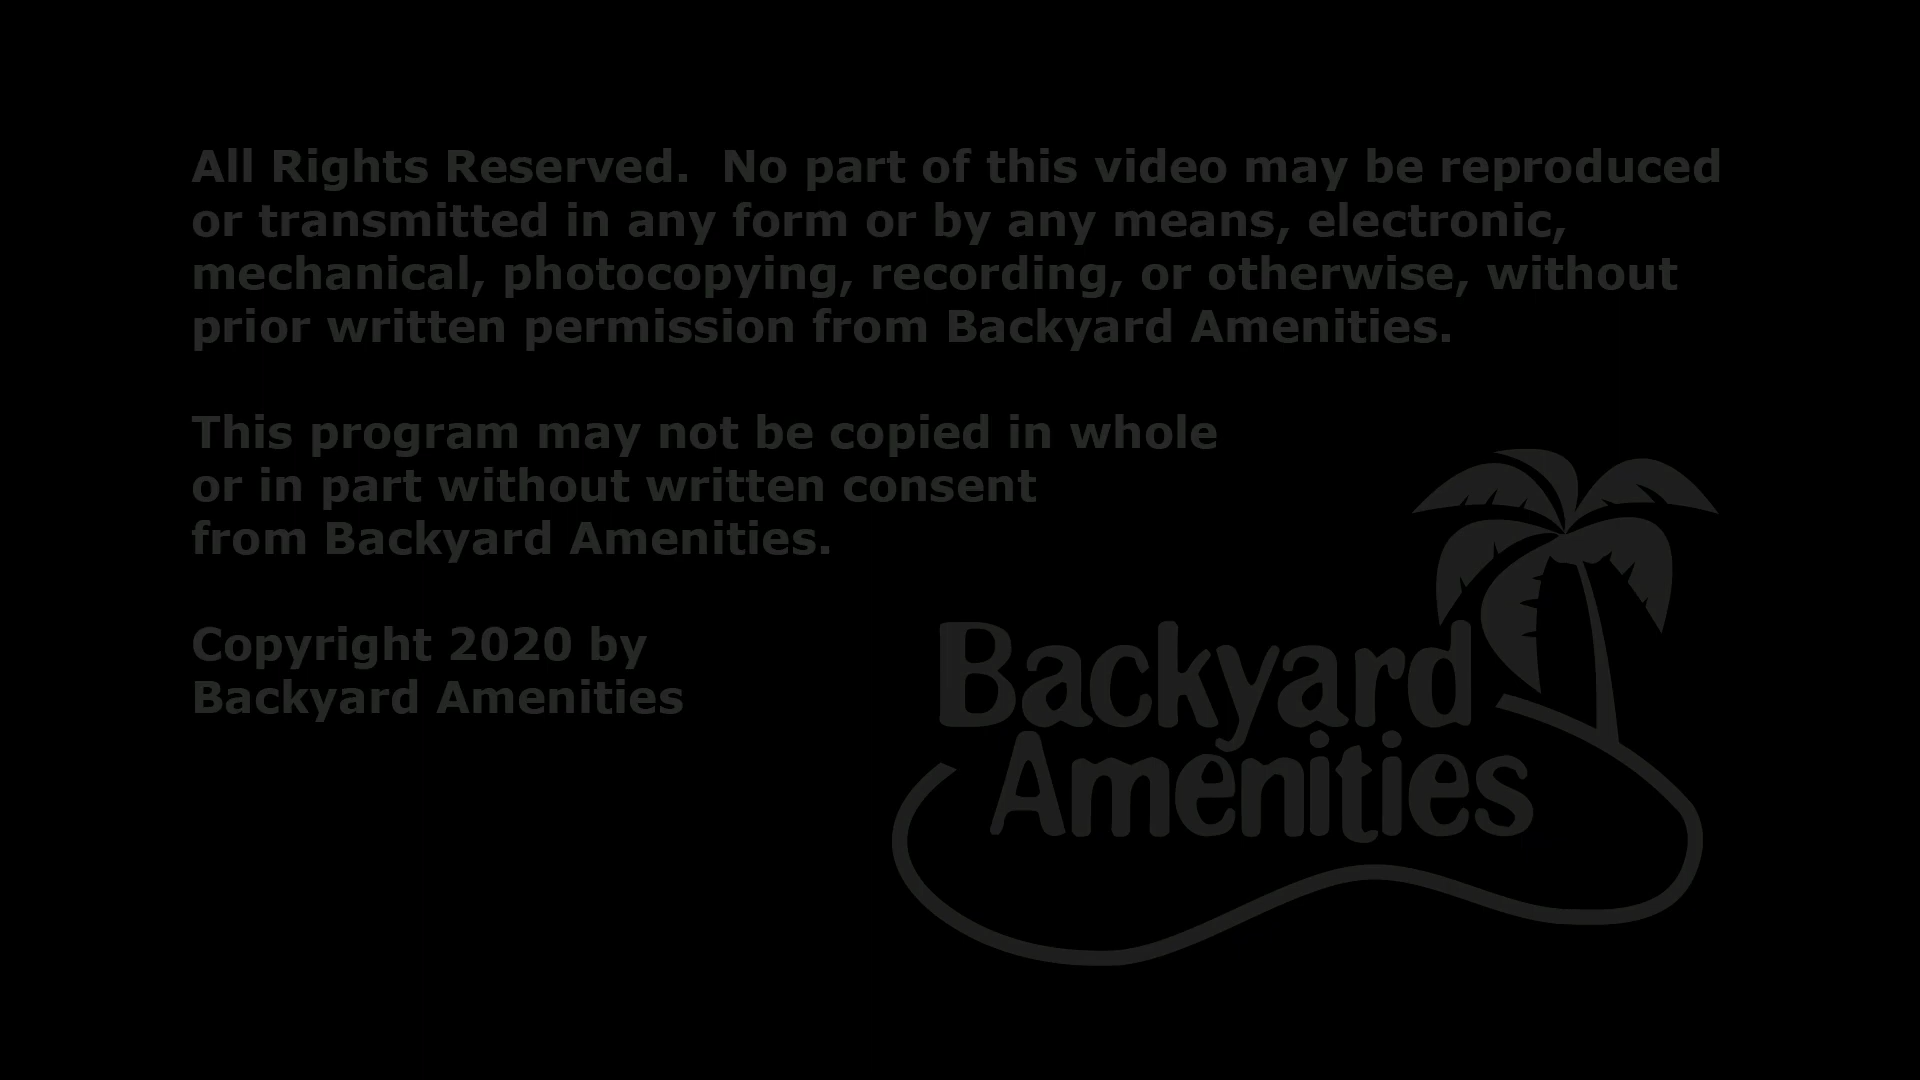 All Rights Reserved.  No part of this video may be reproduced
or transmitted in any form or by any means, electronic,
mechanical, photocopying, recording, or otherwise, without
prior written permission from Backyard Amenities.
This program may not be copied in whole
or in part without written consent
from Backyard Amenities.
Copyright 2020 by
Backyard Amenities
Backyard
Amenities